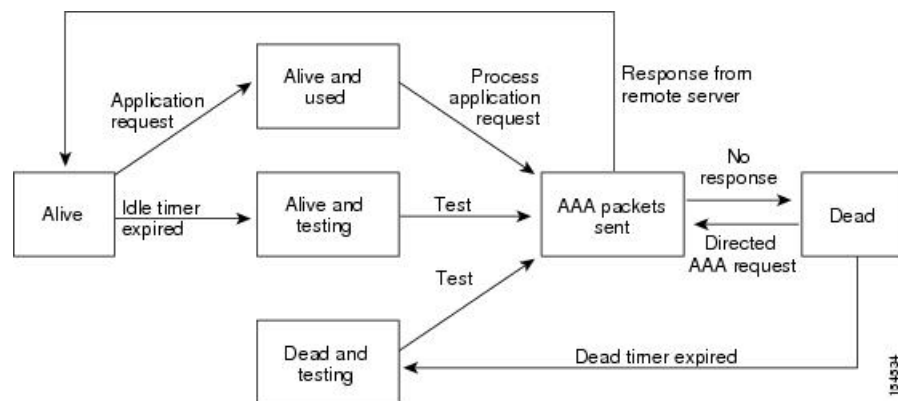 Alive and
used
Application
request
Process
application
request
Response from
remote server
Alive
Idle timer
expired
Alive and
testing
Test
AAA packets
sent
No
response
Directed
AAA request
Dead
Test
Dead and
testing
Dead timer expired
154534